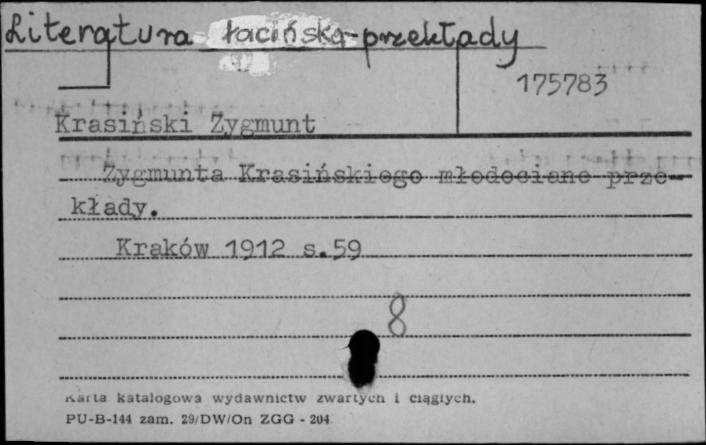 Literatura łacińska-przekłady
175783
Krasiński Zygmunt
Zygmunta Krasińskiego młodociane prze-
kłady.
Kraków 1912 s.59
8
Karta katalogowa wydawnictw zwartych i ciągłych.
PU-B-144 zam. 29/DW/On ZGG - 204